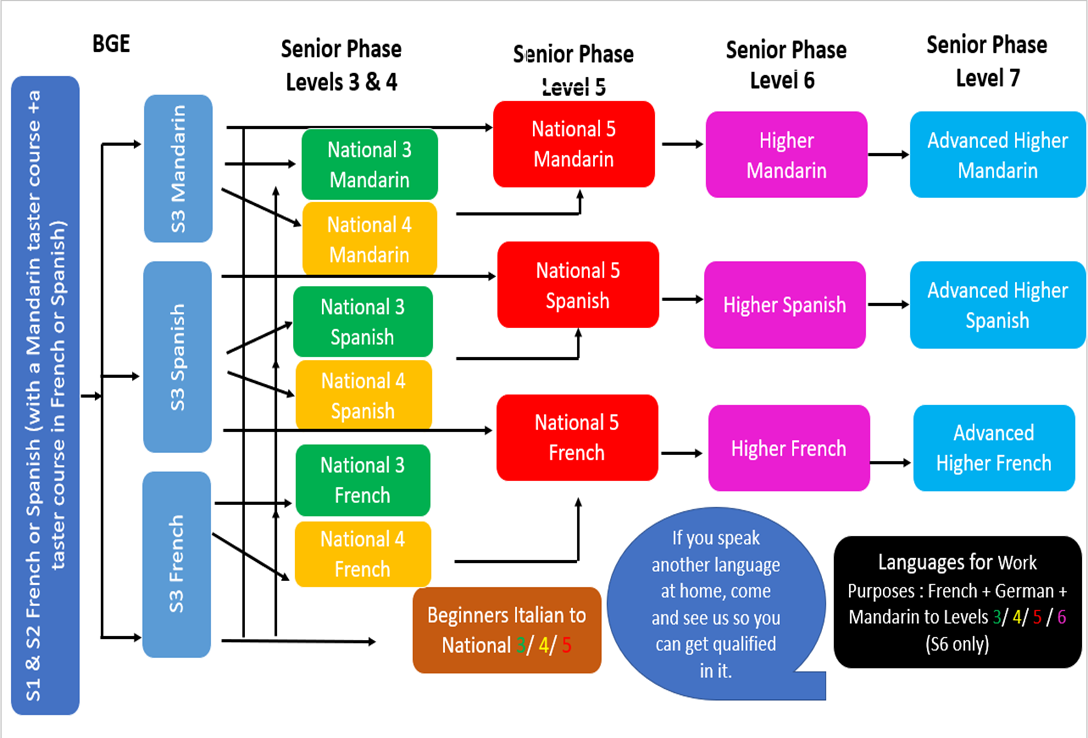 BGE
Senior Phase
Levels 3 & 4
Senior Phase
Level 5
Senior Phase
Level 6
Senior Phase
Level 7
S1 & S2 French or Spanish (with a Mandarin taster course +a
taster course in French or Spanish)
S3 Mandarin
National 3
Mandarin
National 4
Mandarin
National 5
Mandarin
Higher
Mandarin
Advanced Higher
Mandarin
S3 Spanish
National 3
Spanish
National 4
Spanish
National 5
Spanish
Higher Spanish
Advanced Higher
Spanish
S3 French
National 3
French
National 4
French
National 5
French
Higher French
Advanced
Higher French
Beginners Italian to
National 3/ 4/ 5
If you speak
another language
at home, come
and see us so you
can get qualified
in it.
Languages for Work
Purposes : French + German +
Mandarin to Levels 3/ 4/ 5 / 6
(S6 only)